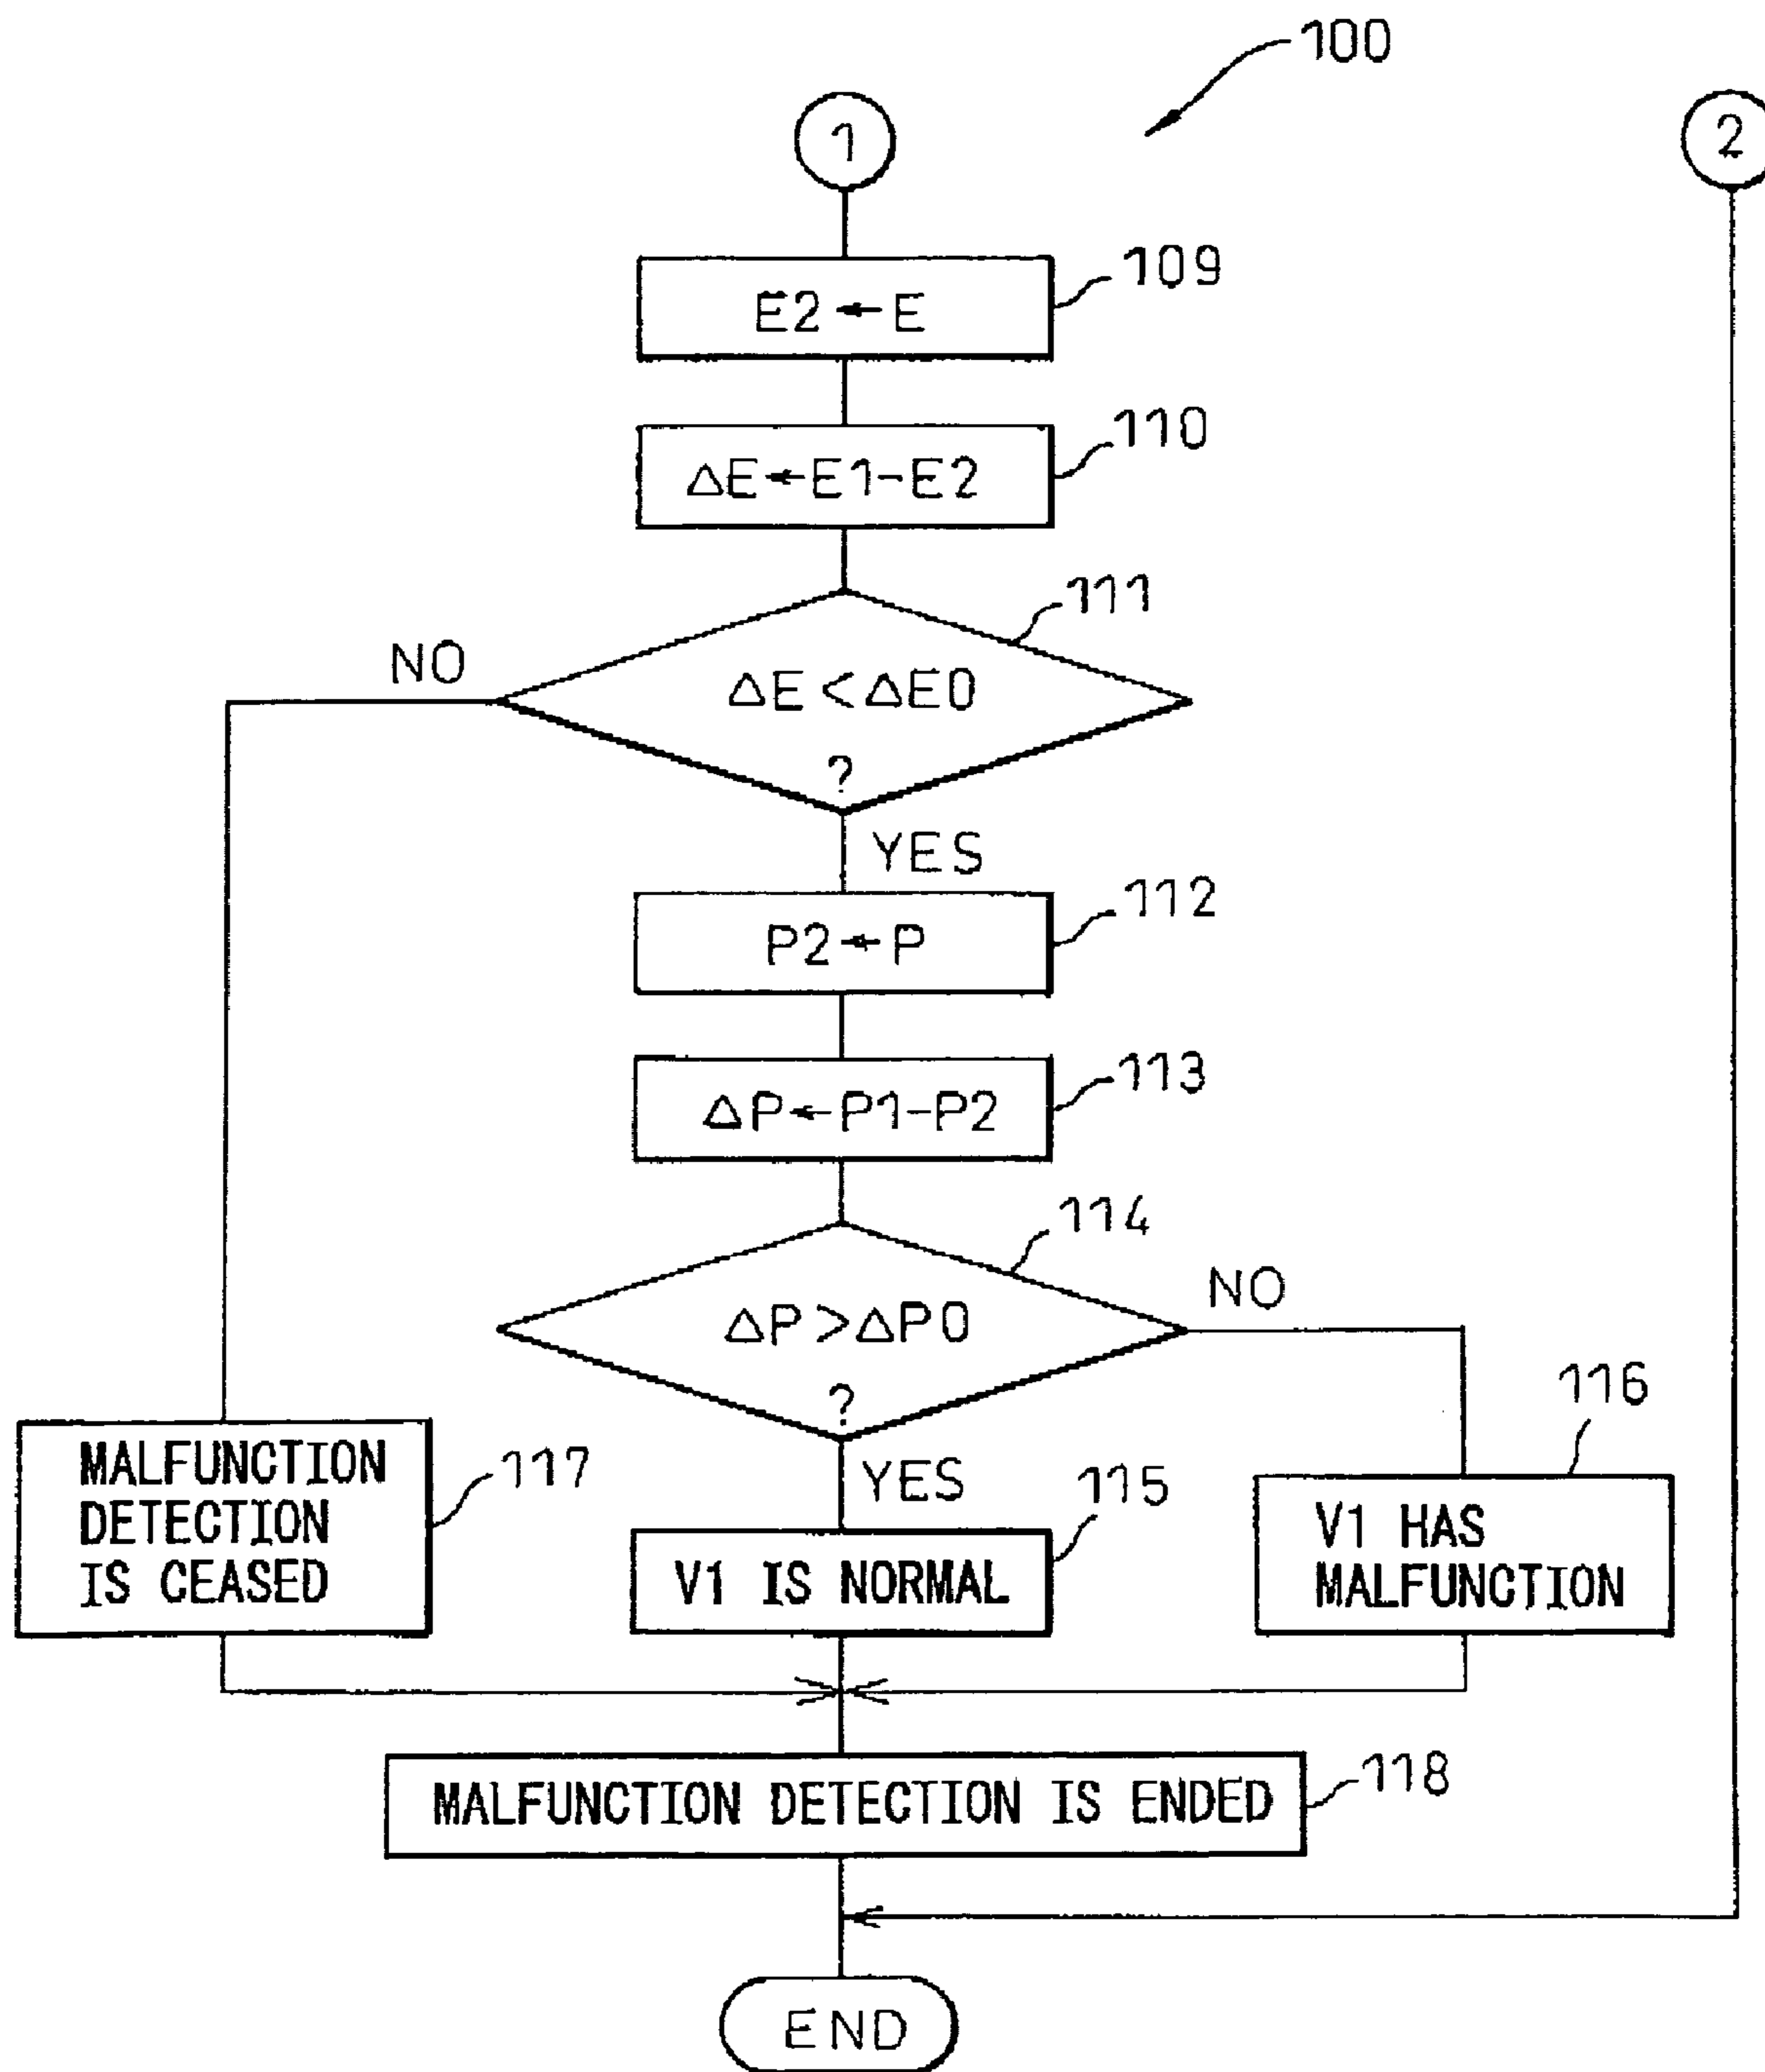 100
1
2
109
E2←E
110
ΔE←E1-E2
111
NO
ΔE<ΔE0
?
YES
112
P2←P
113
ΔP←P1-P2
114
NO
ΔP>ΔP0
?
116
MALFUNCTION
DETECTION
IS CEASED
117
YES
115
V1 IS NORMAL
V1 HAS
MALFUNCTION
118
MALFUNCTION DETECTION IS ENDED
END